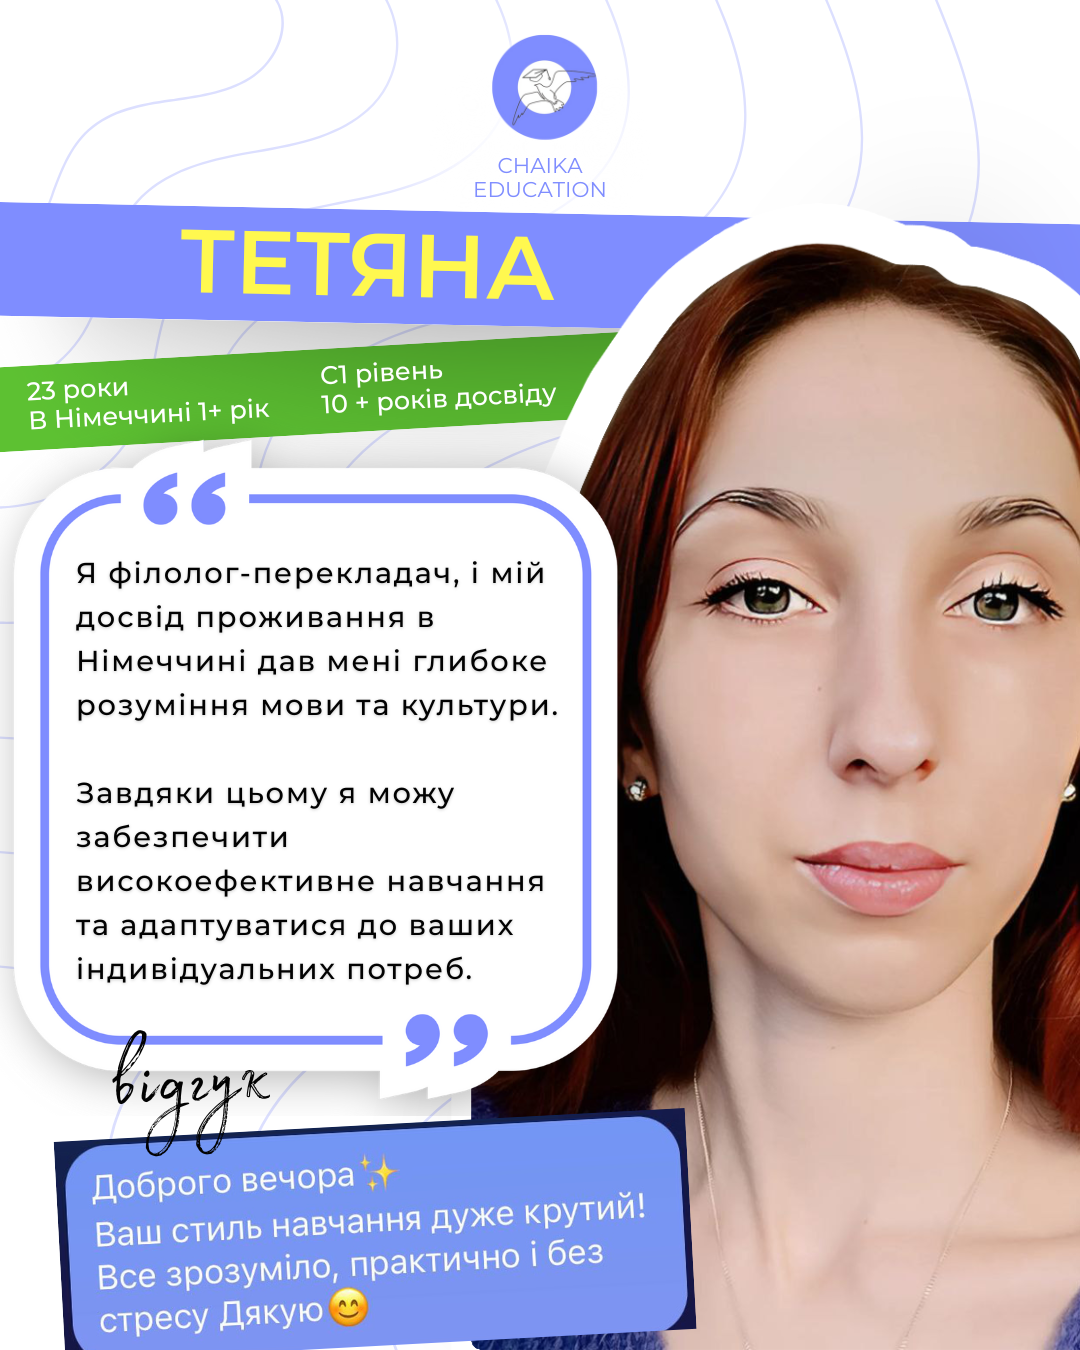 CHAIKA
EDUCATION
ТЕТЯНА
23 роки
В Німеччині 1+ рік
С1 рівень
10 + років досвіду
“
Я філолог-перекладач, і мій
досвід проживання в
Німеччині дав мені глибоке
розуміння мови та культури.
Завдяки цьому я можу
забезпечити
високоефективне навчання
та адаптуватися до ваших
індивідуальних потреб.
”
відгук
Доброго вечора✨
Ваш стиль навчання дуже крутий!
Все зрозуміло, практично і без
стресу Дякую😊